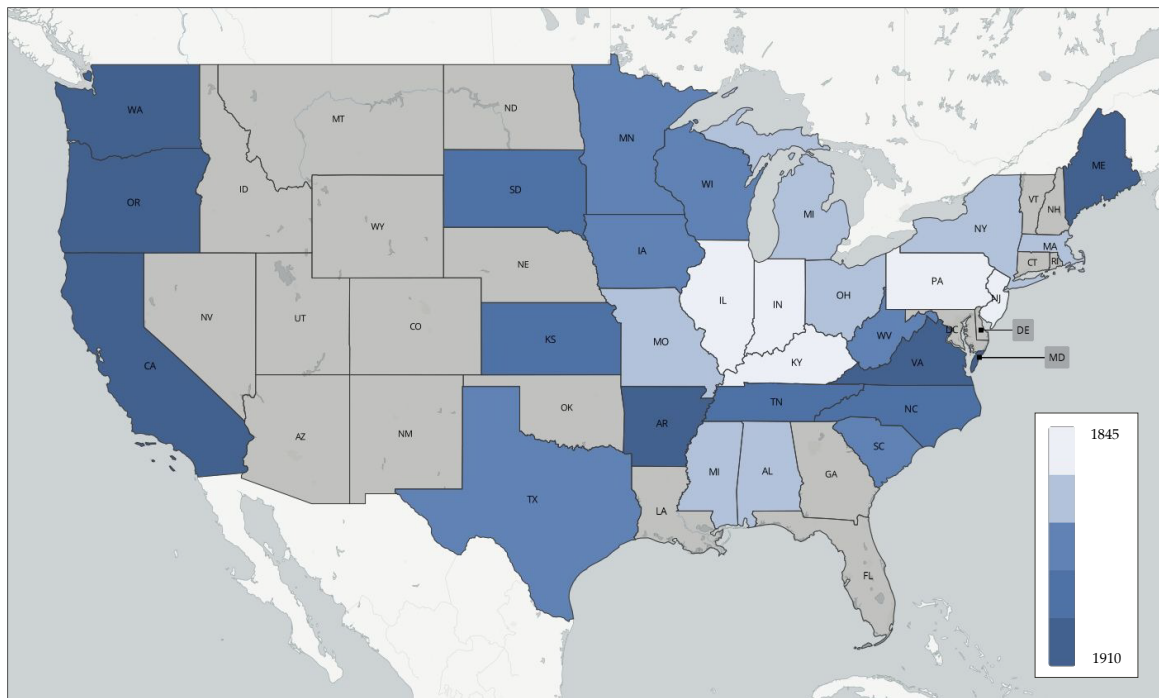 WA
MT
ND
MN
ME
OR
ID
SD
WI
VT
NH
WY
MI
NY
MA
CT
RI
IA
NE
PA
NJ
NV
UT
CO
IL
IN
OH
DE
DC
WV
MD
KS
MO
KY
VA
CA
TN
NC
OK
AR
AZ
NM
SC
MI
AL
GA
TX
LA
FL
1845
1910